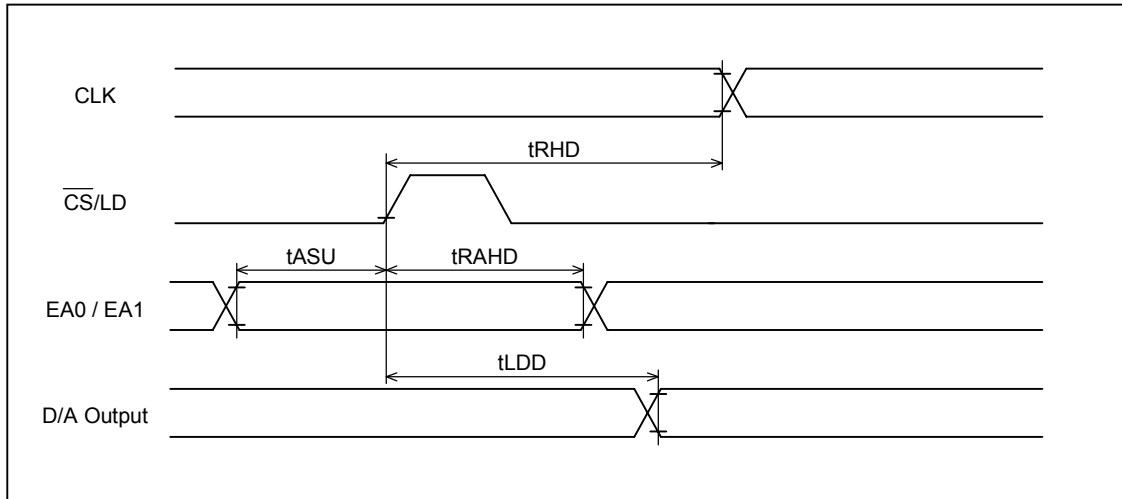 CLK
tRHD
CS/LD
tASU
tRAHD
EA0 / EA1
tLDD
D/A Output